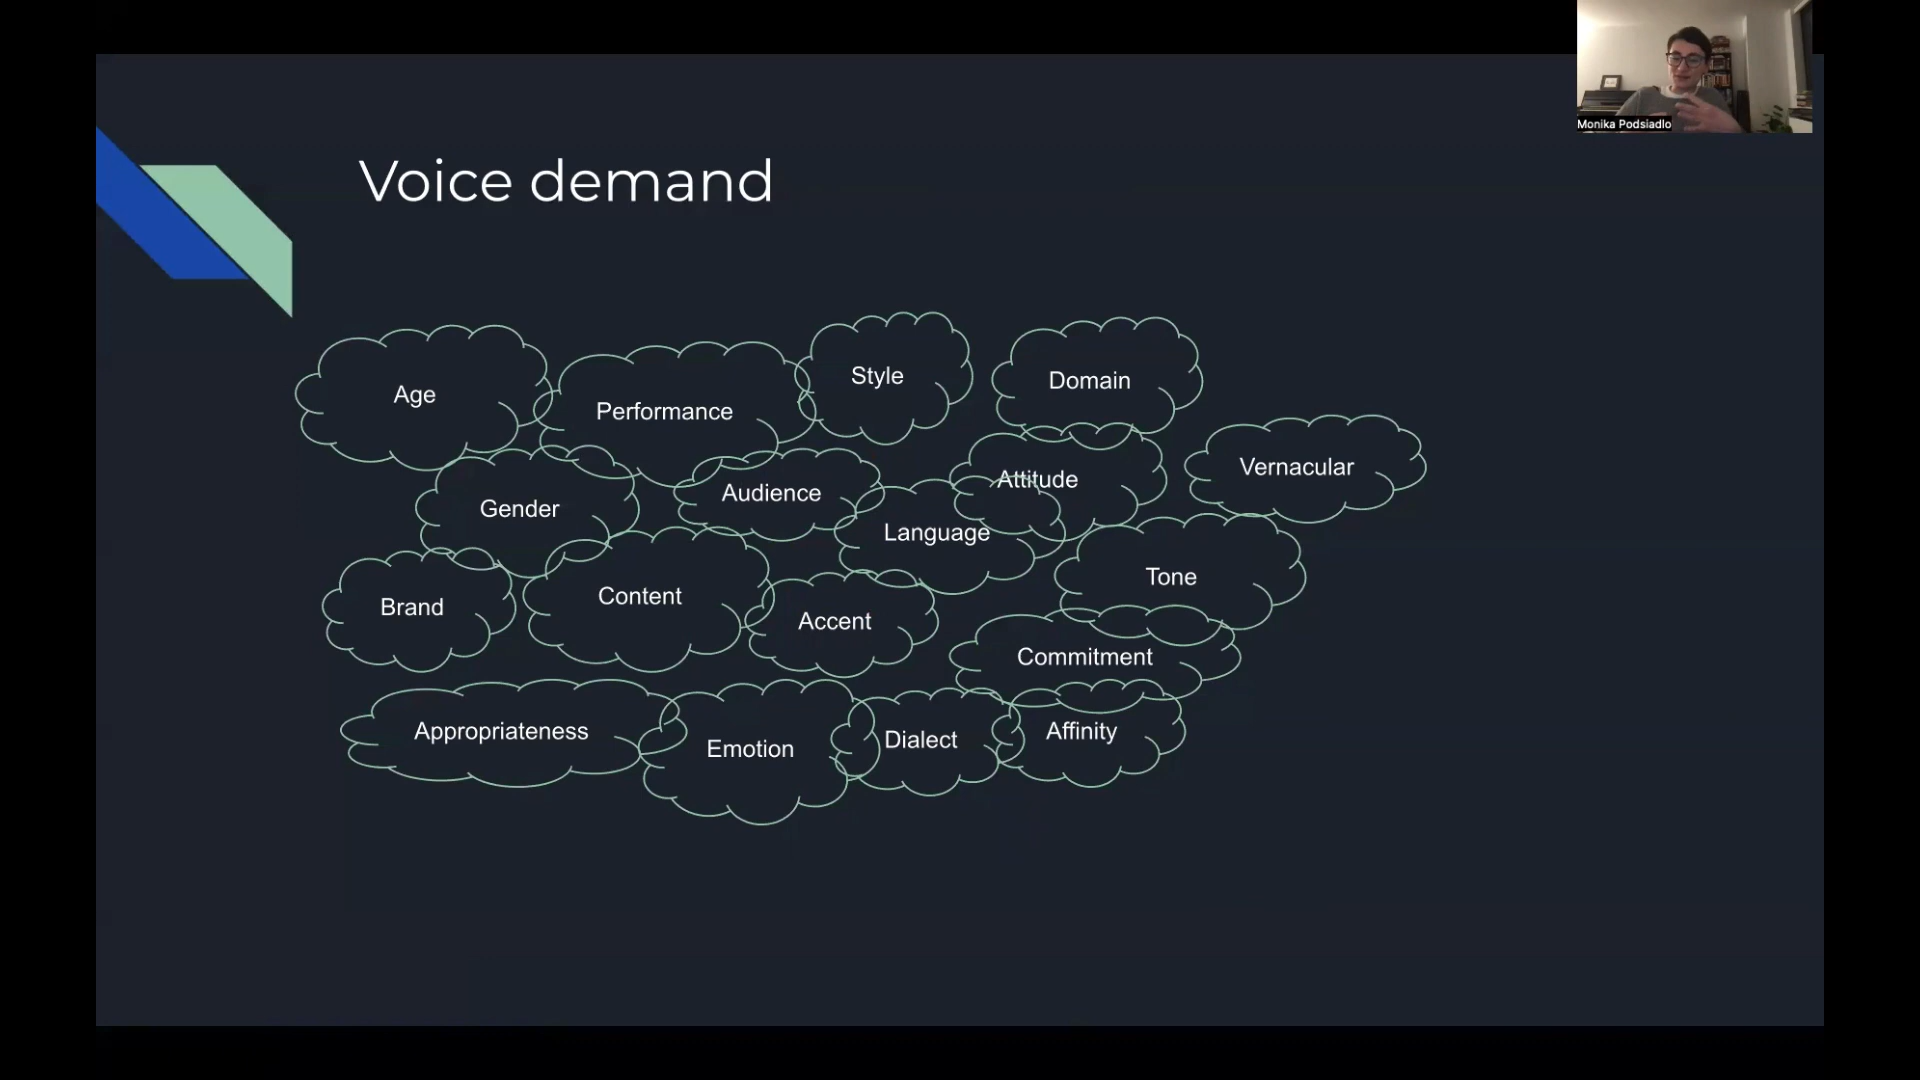 Monika Podsiadlo
Voice demand
Age
Performance
Style
Domain
Gender
Audience
Attitude
Vernacular
Language
Brand
Content
Accent
Tone
Commitment
Appropriateness
Emotion
Dialect
Affinity